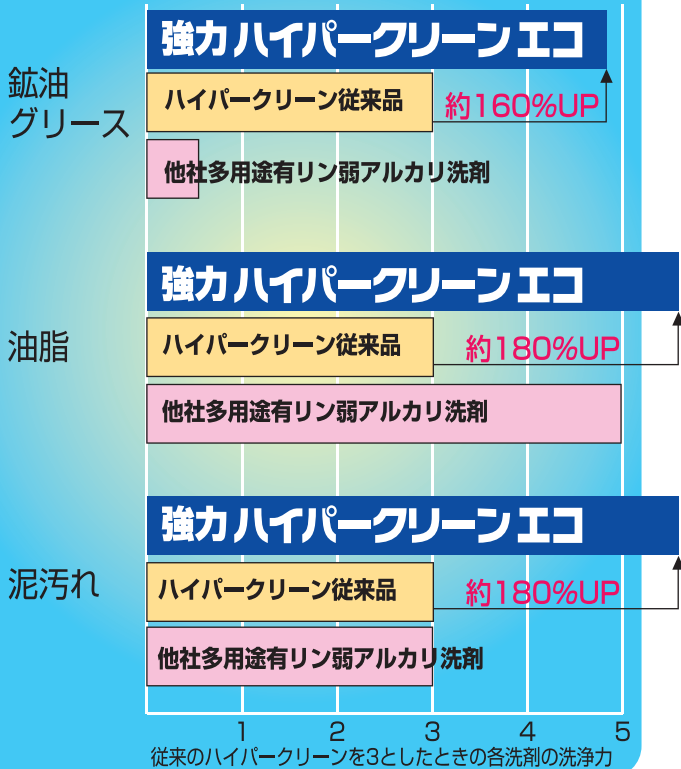 強力ハイパークリーンエコ
鉱油
グリース
ハイパークリーン従来品
約160%UP
他社多用途有リン弱アルカリ洗剤
強力ハイパークリーンエコ
油脂
ハイパークリーン従来品
約180%UP
他社多用途有リン弱アルカリ洗剤
強力ハイパークリーンエコ
泥汚れ
ハイパークリーン従来品
約180%UP
他社多用途有リン弱アルカリ洗剤
1 2 3 4 5
従来のハイパークリーンを3としたときの各洗剤の洗浄力